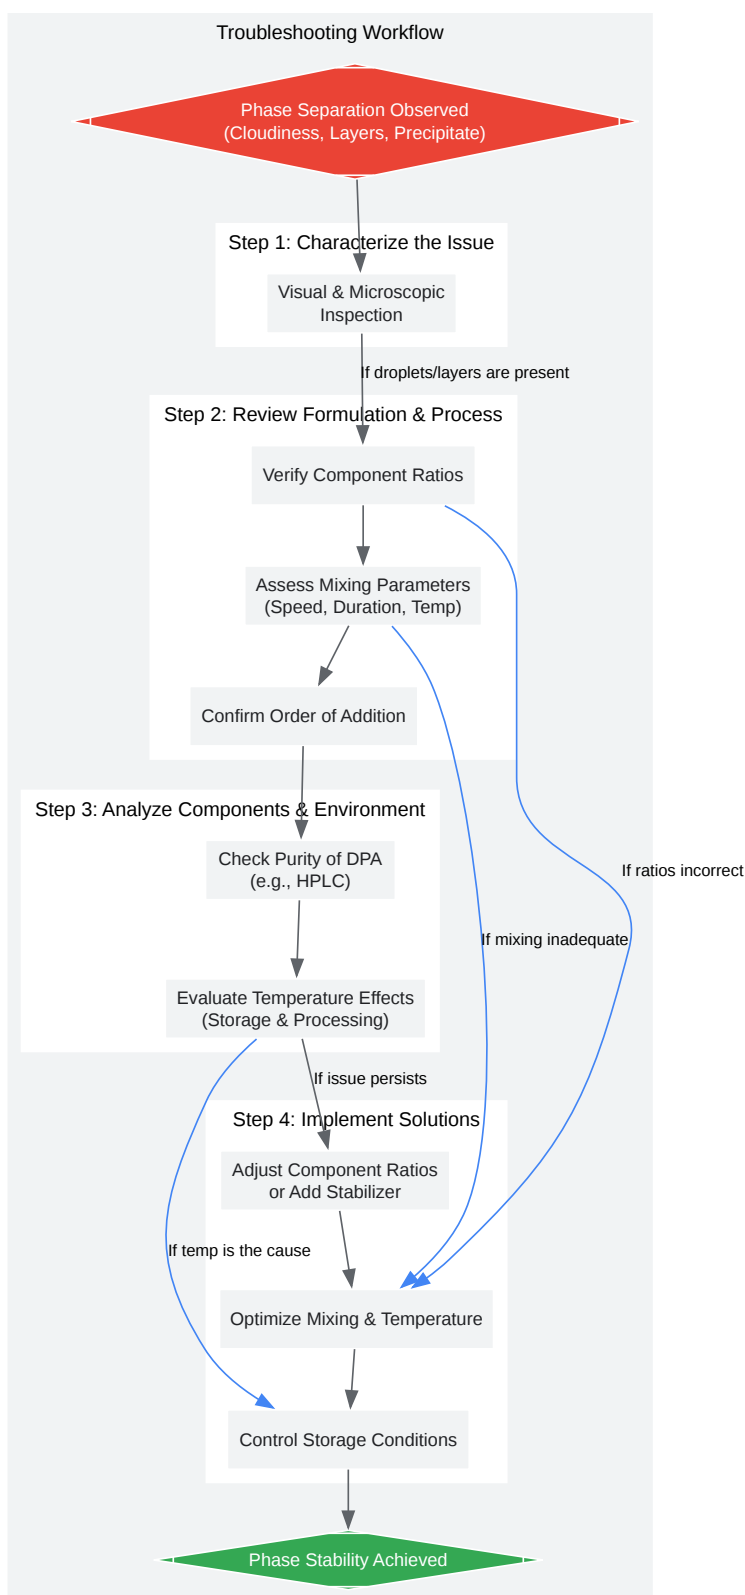 Troubleshooting Workflow
Phase Separation Observed
(Cloudiness, Layers, Precipitate)
Step 1: Characterize the Issue
Visual & Microscopic
Inspection
If droplets/layers are present
Step 2: Review Formulation & Process
Verify Component Ratios
Assess Mixing Parameters
(Speed, Duration, Temp)
Confirm Order of Addition
Step 3: Analyze Components & Environment
Check Purity of DPA
(e.g., HPLC)
If ratios incorrect
If mixing inadequate
Evaluate Temperature Effects
(Storage & Processing)
If issue persists
Step 4: Implement Solutions
Adjust Component Ratios
or Add Stabilizer
If temp is the cause
Optimize Mixing & Temperature
Control Storage Conditions
Phase Stability Achieved